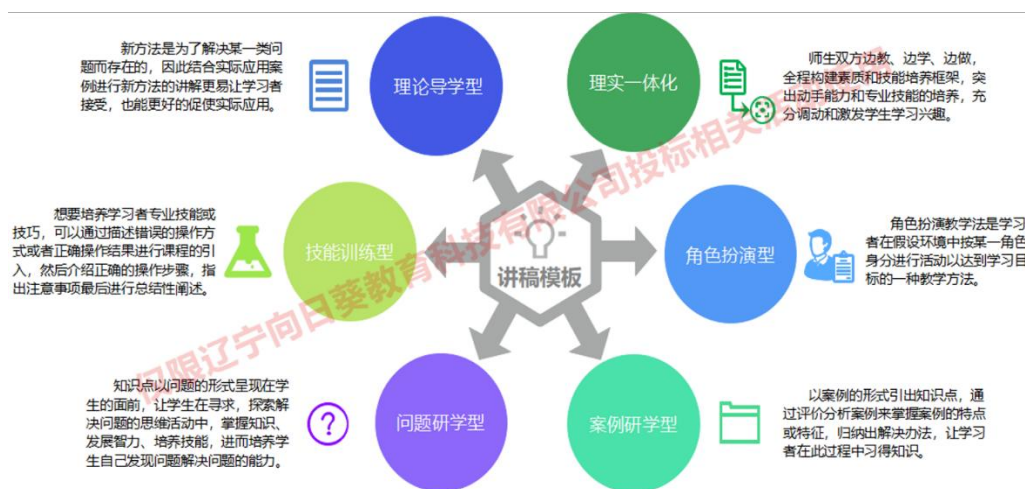 新方法是为了解决某一类问
题而存在的，因此结合实际应用案
例进行新方法的讲解更易让学习者
接受，也能更好的促使实际应用。
理论导学型
理实一体化
师生双方边教、边学、边做，
全程构建素质和技能培养框架，突
出动手能力和专业技能的培养，充
分调动和激发学生学习兴趣。
想要培养学习者专业技能或
技巧，可以通过描述错误的操作方
式或者正确操作结果进行课程的引
入，然后介绍正确的操作步骤，指
出注意事项最后进行总结性阐述。
技能训练型
讲稿模板
角色扮演型
角色扮演教学法是学习
者在假设环境中按某一角色
身分进行活动以达到学习目
标的一种教学方法。
知识点以问题的形式呈现在学
生的面前，让学生在寻求，探索解
决问题的思维活动中，掌握知识、
发展智力、培养技能，进而培养学
生自己发现问题解决问题的能力。
?
问题研学型
案例研学型
以案例的形式引出知识点，通
过评价分析案例来掌握案例的特点
或特征，归纳出解决办法，让学习
者在此过程中习得知识。
仅限辽宁向日葵教育科技有限公司投标相关活动使用